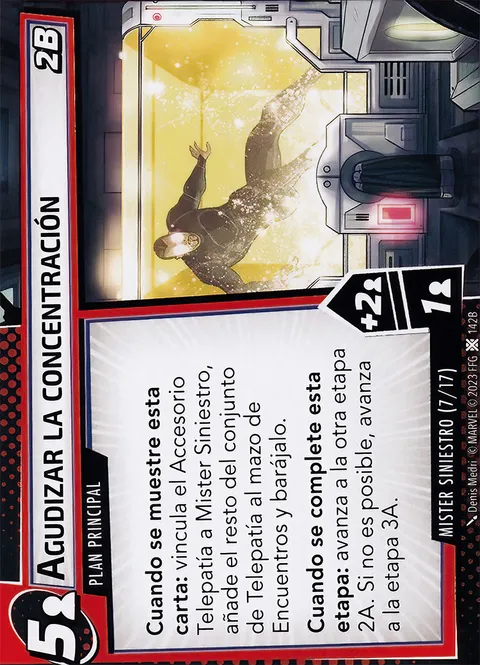 5
AGUDIZAR LA CONCENTRACIÓN
2B
PLAN PRINCIPAL
Cuando se muestre esta
carta: vincula el Accesorio
Telepatía a Mister Siniestro,
añade el resto del conjunto
de Telepatía al mazo de
Encuentros y barájalo.
Cuando se complete esta
etapa: avanza a la otra etapa
2A. Si no es posible, avanza
a la etapa 3A.
+2
1
MISTER SINIESTRO (7/17)
Denis Medri © MARVEL © 2023 FFG 142B